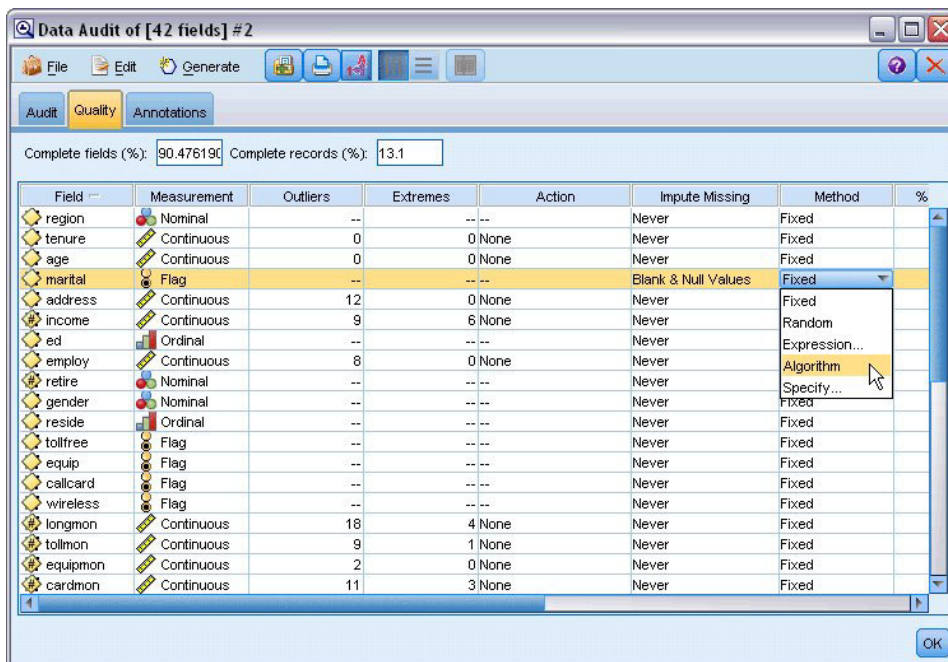 Data Audit of [42 fields] #2
File Edit Generate
Audit Quality Annotations
Complete fields (%): 90.476190 Complete records (%): 13.1
Field Measurement Outliers Extremes Action Impute Missing Method %
region Nominal -- -- -- Never Fixed
tenure Continuous 0 0 None Never Fixed
age Continuous 0 0 None Never Fixed
marital Flag -- -- -- Blank & Null Values Fixed
address Continuous 12 0 None Never Fixed
income Continuous 9 6 None Never Random
ed Ordinal -- -- -- Never Expression...
employ Continuous 8 0 None Never Algorithm
retire Nominal -- -- -- Never Specify...
gender Nominal -- -- -- Never Fixed
reside Ordinal -- -- -- Never Fixed
tollfree Flag -- -- -- Never Fixed
equip Flag -- -- -- Never Fixed
callcard Flag -- -- -- Never Fixed
wireless Flag -- -- -- Never Fixed
longmon Continuous 18 4 None Never Fixed
tollmon Continuous 9 1 None Never Fixed
equipmon Continuous 2 0 None Never Fixed
cardmon Continuous 11 3 None Never Fixed
OK